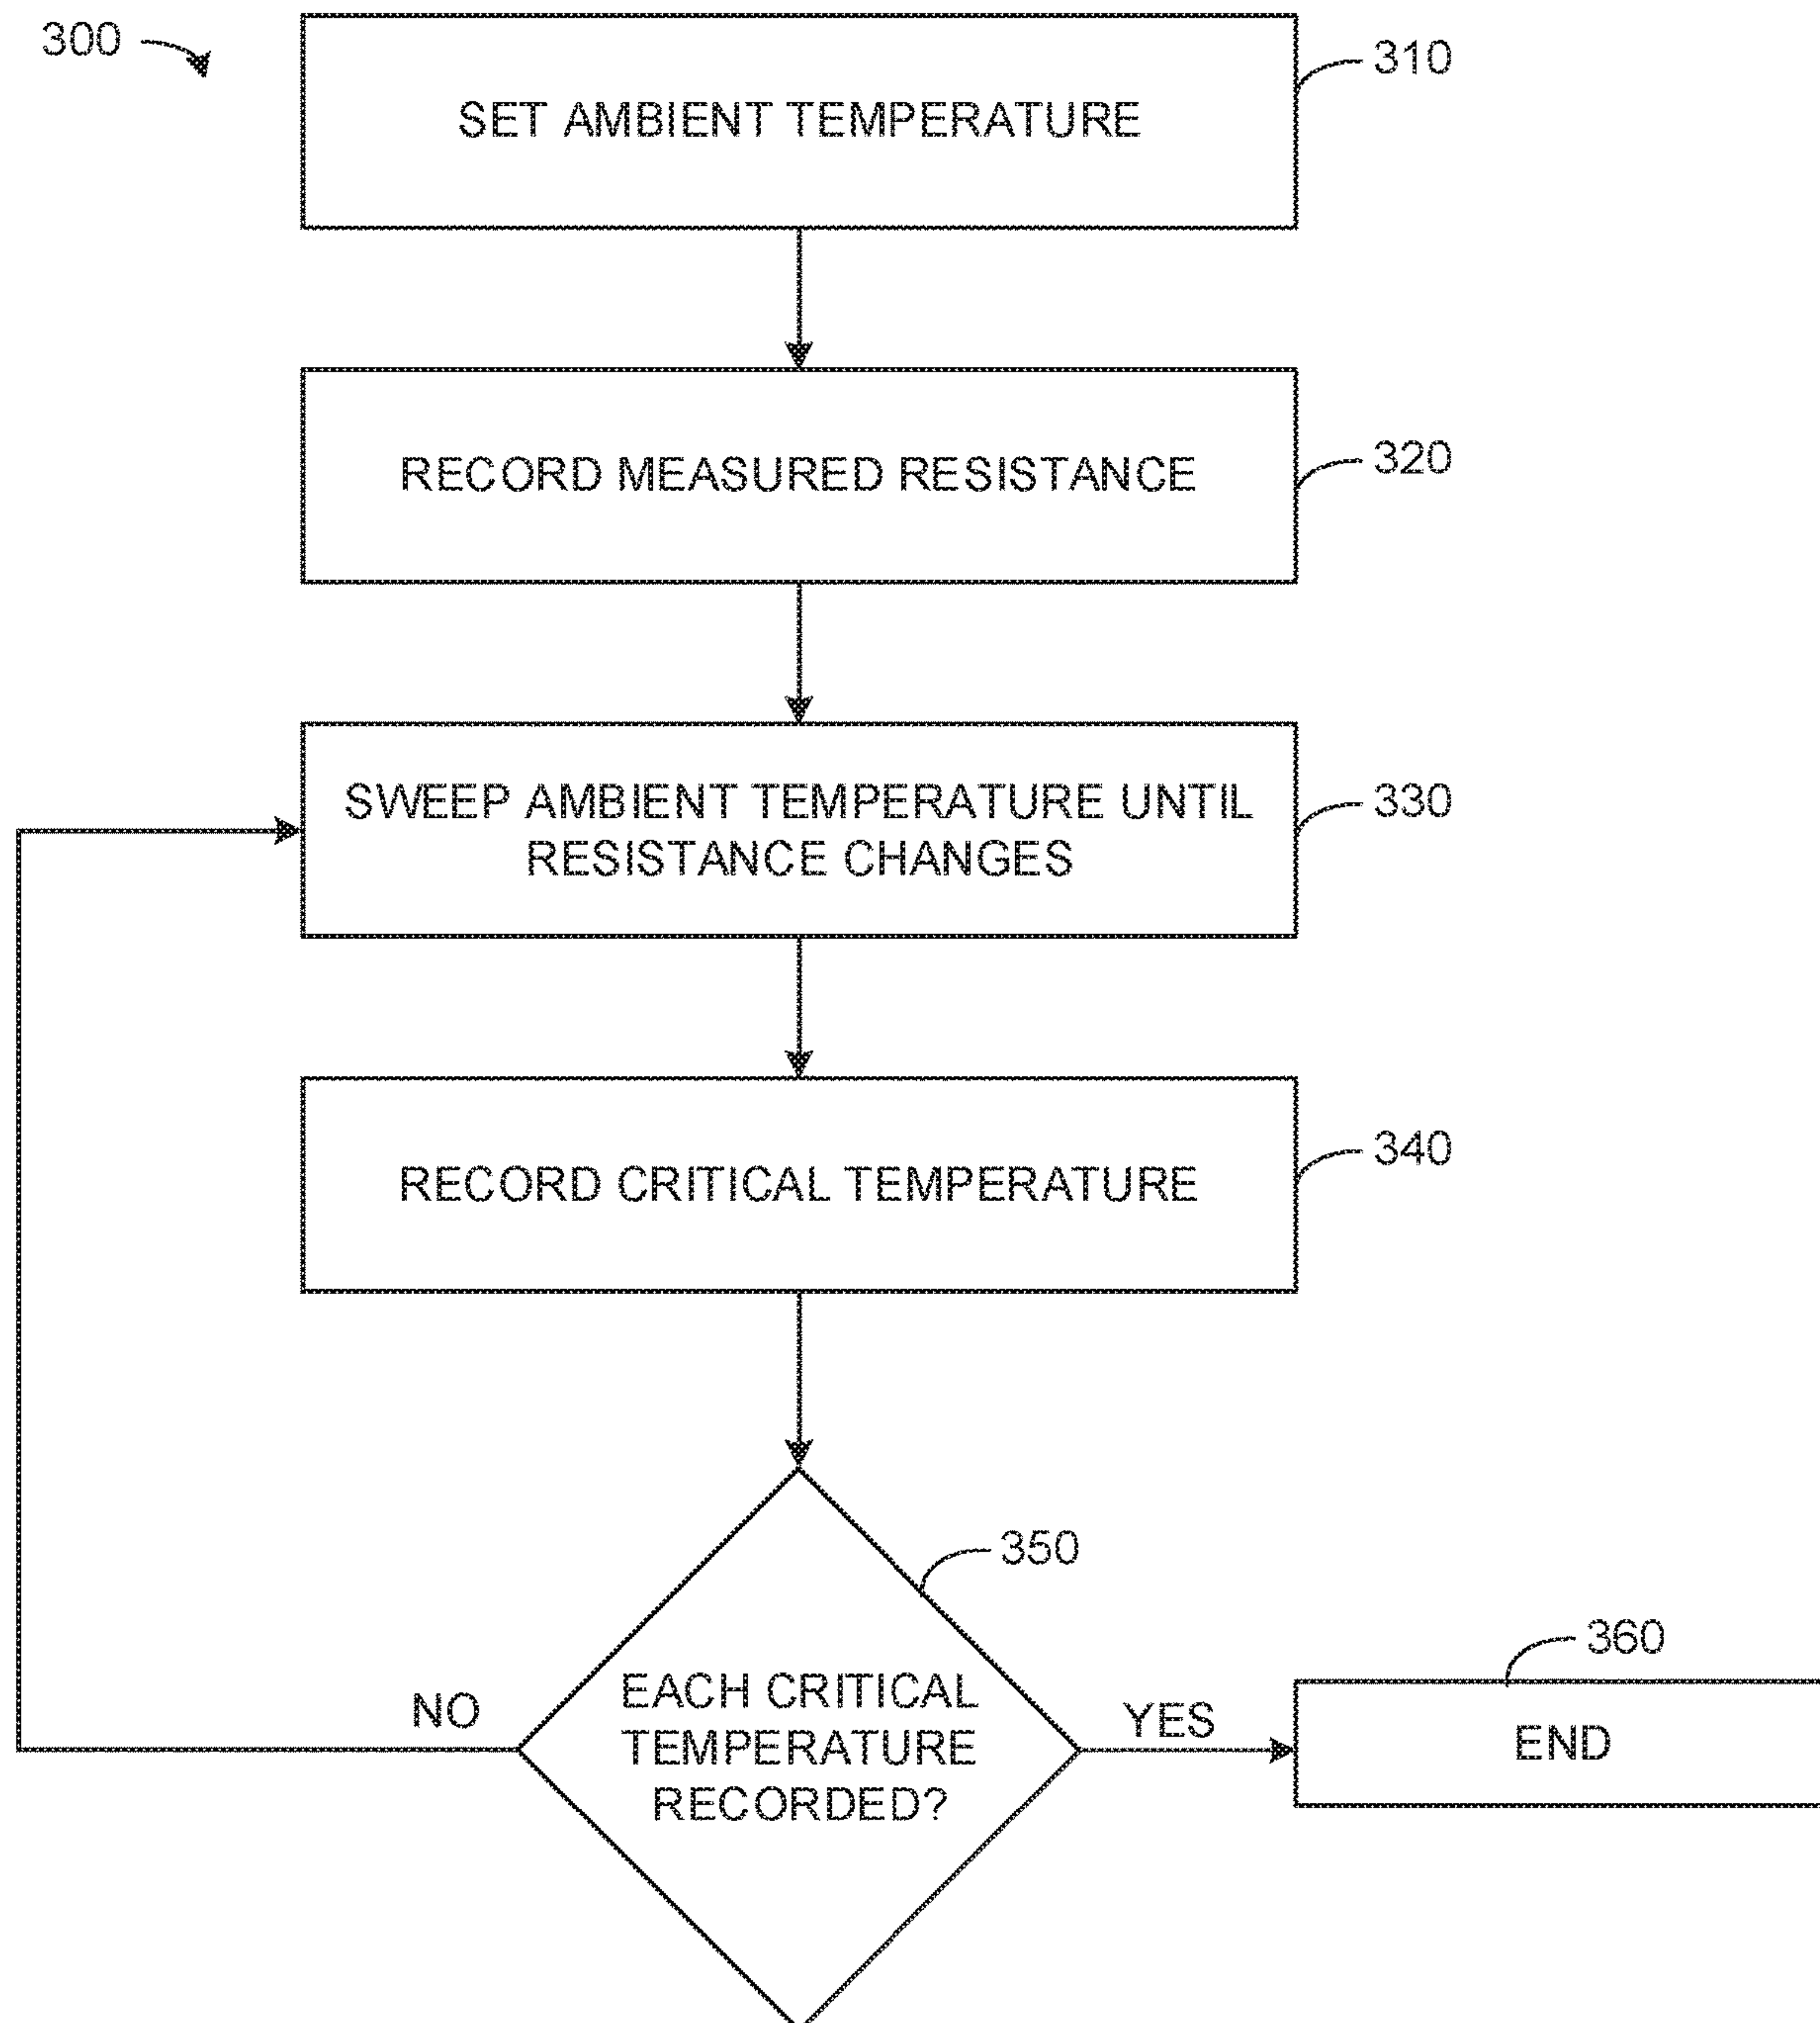 300
310
SET AMBIENT TEMPERATURE
320
RECORD MEASURED RESISTANCE
330
SWEEP AMBIENT TEMPERATURE UNTIL
RESISTANCE CHANGES
340
RECORD CRITICAL TEMPERATURE
350
EACH CRITICAL
TEMPERATURE
RECORDED?
NO
YES
360
END